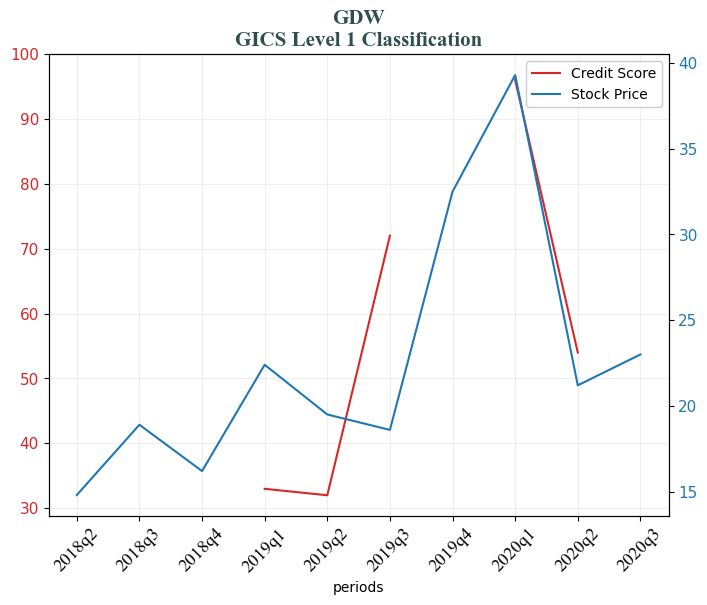 GDW
GICS Level 1 Classification
Credit Score
Stock Price
100
90
80
70
60
50
40
30
40
35
30
25
20
15
2018q2
2018q3
2018q4
2019q1
2019q2
2019q3
2019q4
2020q1
2020q2
2020q3
periods